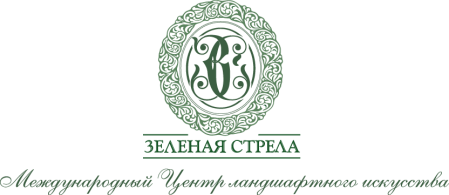 ЗЕЛЕНАЯ СТРЕЛА
Международный Центр ландшафтного искусства